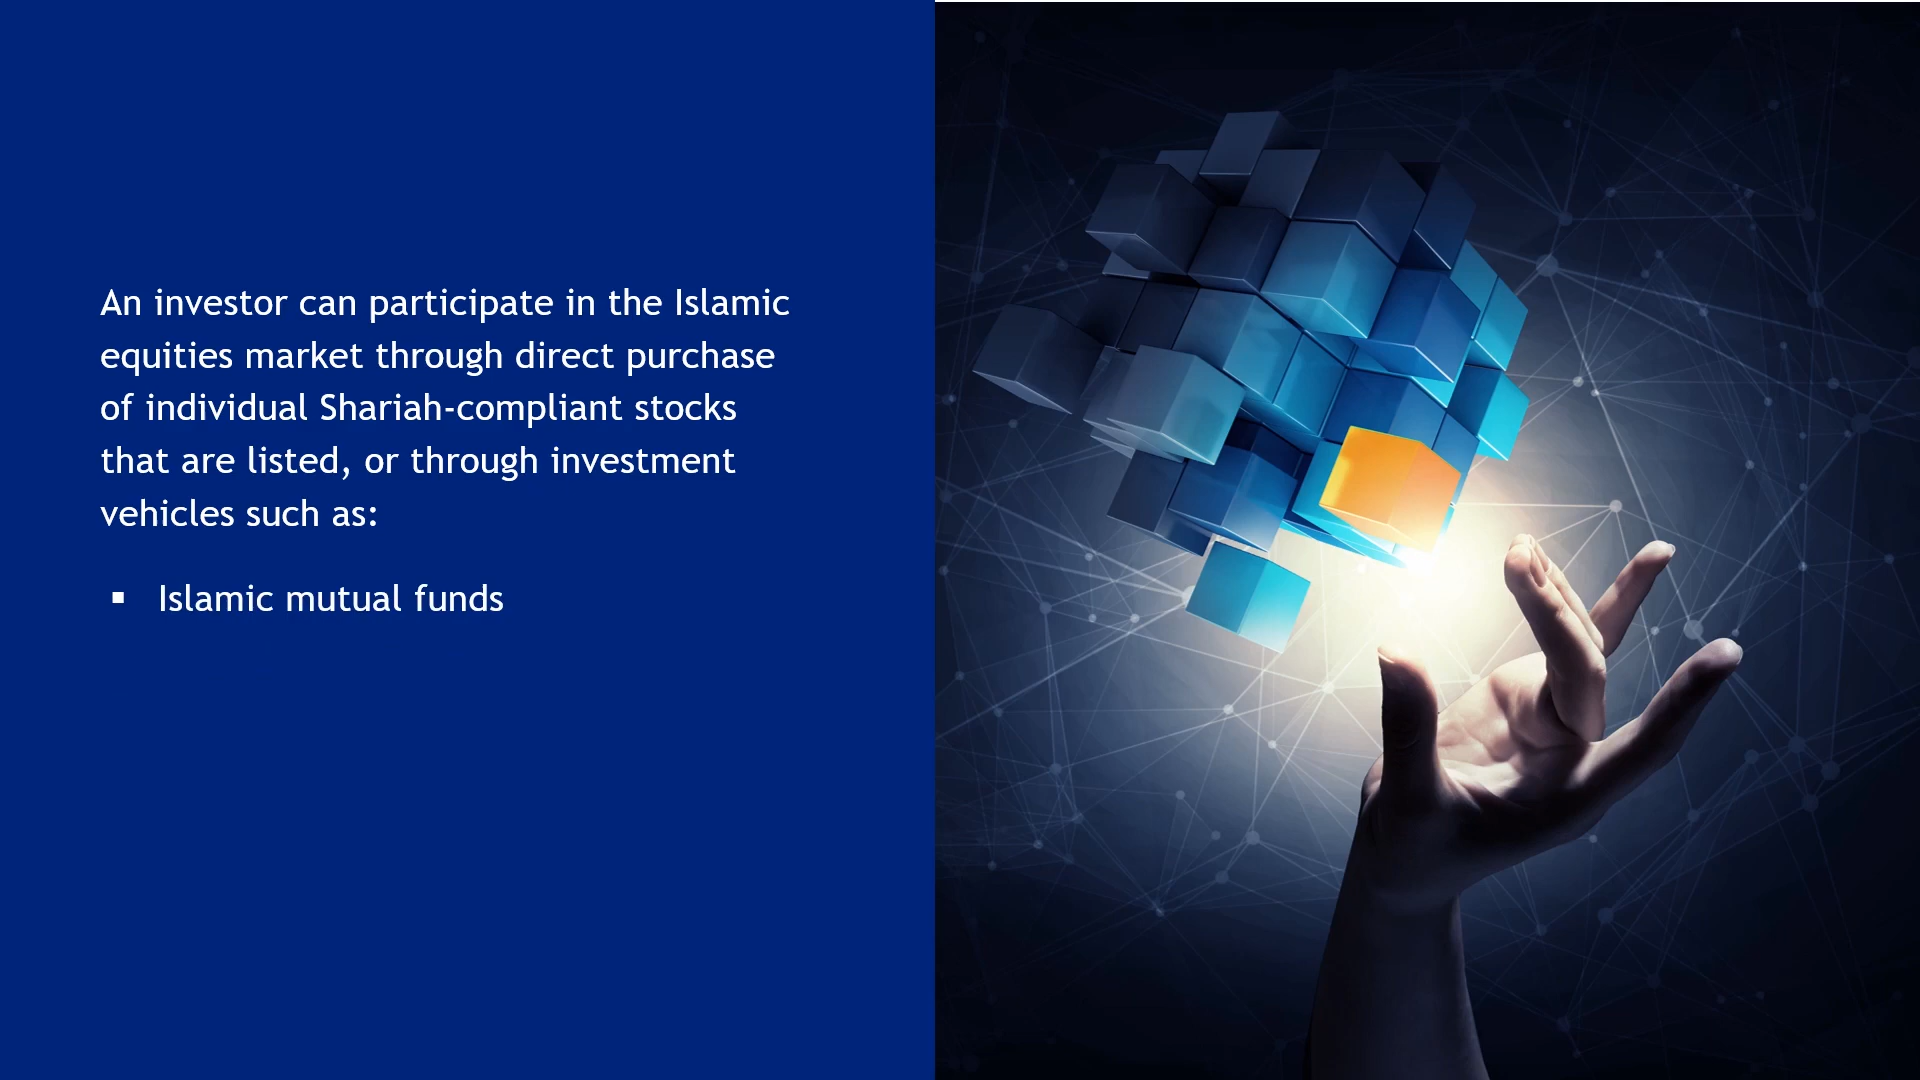 An investor can participate in the Islamic
equities market through direct purchase
of individual Shariah-compliant stocks
that are listed, or through investment
vehicles such as:
▪ Islamic mutual funds